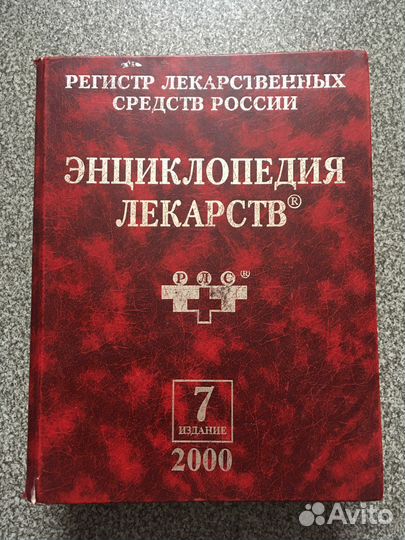 РЕГИСТР ЛЕКАРСТВЕННЫХ
СРЕДСТВ РОССИИ
ЭНЦИКЛОПЕДИЯ
ЛЕКАРСТВ®
РЛС®
7
ИЗДАНИЕ
2000
Avito